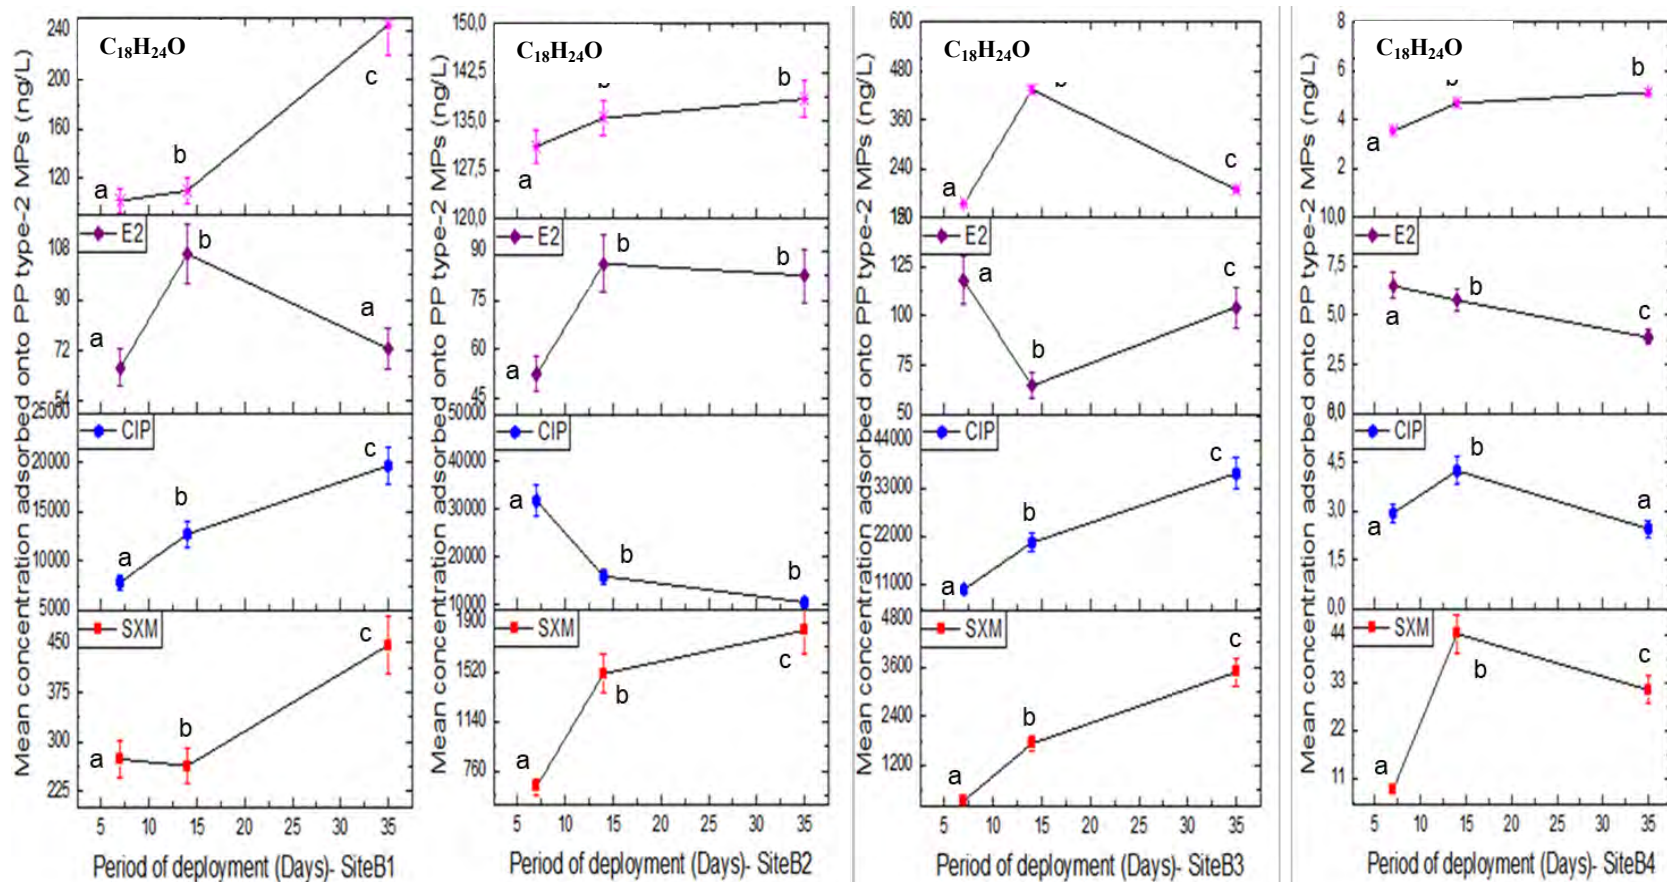 Mean concentration adsorbed onto PP type-2 MPs (ng/L)
C18H24O
240
200
160
120
a
b
c
E2
108
90
72
54
a
b
a
CIP
25000
20000
15000
10000
5000
a
b
c
SXM
450
375
300
225
a
b
c
5 10 15 20 25 30 35
Period of deployment (Days)- SiteB1
Mean concentration adsorbed onto PP type-2 MPs (ng/L)
C18H24O
150,0
142,5
135,0
127,5
120,0
a
b
b
E2
90
75
60
45
a
b
b
CIP
50000
40000
30000
20000
10000
a
b
b
SXM
1900
1520
1140
760
a
b
c
5 10 15 20 25 30 35
Period of deployment (Days)- SiteB2
Mean concentration adsorbed onto PP type-2 MPs (ng/L)
C18H24O
600
480
360
240
a
b
c
E2
125
100
75
50
a
b
c
CIP
44000
33000
22000
11000
a
b
c
SXM
4800
3600
2400
1200
a
b
c
5 10 15 20 25 30 35
Period of deployment (Days)- SiteB3
Mean concentration adsorbed onto PP type-2 MPs (ng/L)
C18H24O
8
6
4
2
a
b
b
E2
10,0
7,5
5,0
a
b
c
CIP
6,0
4,5
3,0
1,5
0,0
a
b
a
SXM
44
33
22
11
a
b
c
5 10 15 20 25 30 35
Period of deployment (Days)- SiteB4